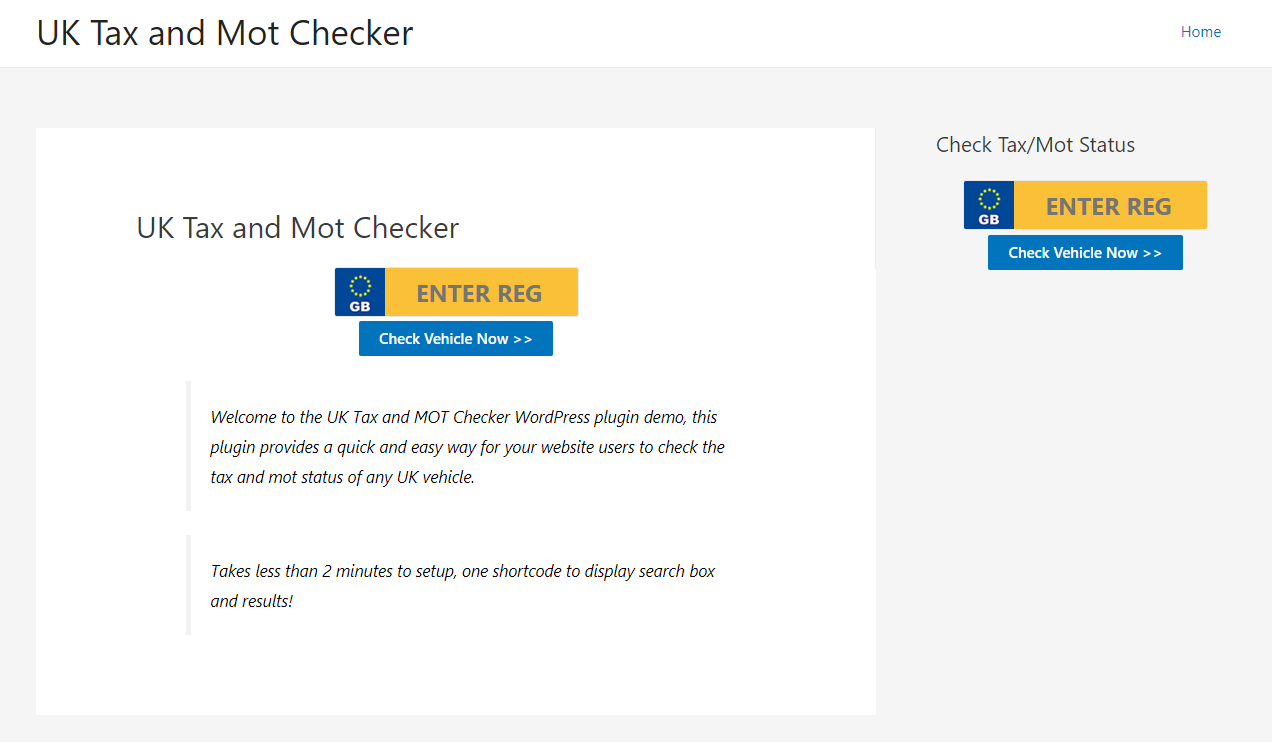 UK Tax and Mot Checker
Home
UK Tax and Mot Checker
GB
ENTER REG
Check Vehicle Now >>
Welcome to the UK Tax and MOT Checker WordPress plugin demo, this
plugin provides a quick and easy way for your website users to check the
tax and mot status of any UK vehicle.
Takes less than 2 minutes to setup, one shortcode to display search box
and results!
Check Tax/Mot Status
GB
ENTER REG
Check Vehicle Now >>